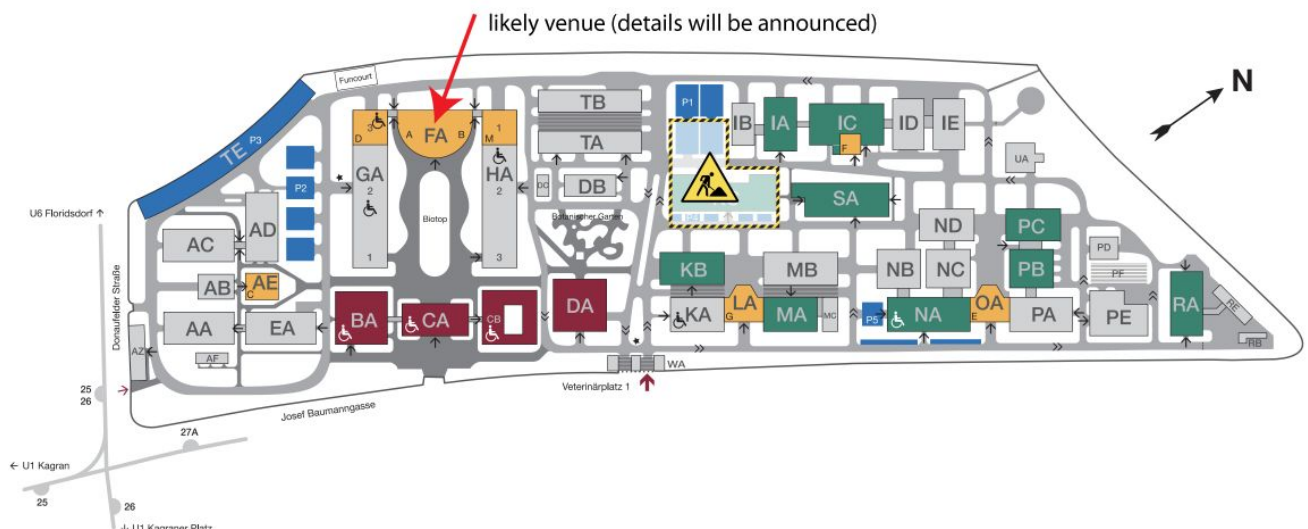 likely venue (details will be announced)
N
Funcourt
TE P3
P2
P1
FA
A
B
3
D
1
M
GA
2
1
HA
2
3
Biotop
TB
TA
DC
DB
Botanischer Garten
IB
IA
IC
F
ID
IE
UA
SA
ND
PC
PD
KB
MB
NB
NC
PB
PF
RA
RE
RB
KA
LA
G
MA
MC
P5
NA
OA
E
PA
PE
U6 Floridsdorf ↑
Donaufelder Straße
AC
AD
AB
AE
C
AA
EA
AF
AZ
BA
CA
CB
DA
WA
Veterinärplatz 1
Josef Baumanngasse
25
26
27A
← U1 Kagran
25
26
↓ U1 Kagraner Platz